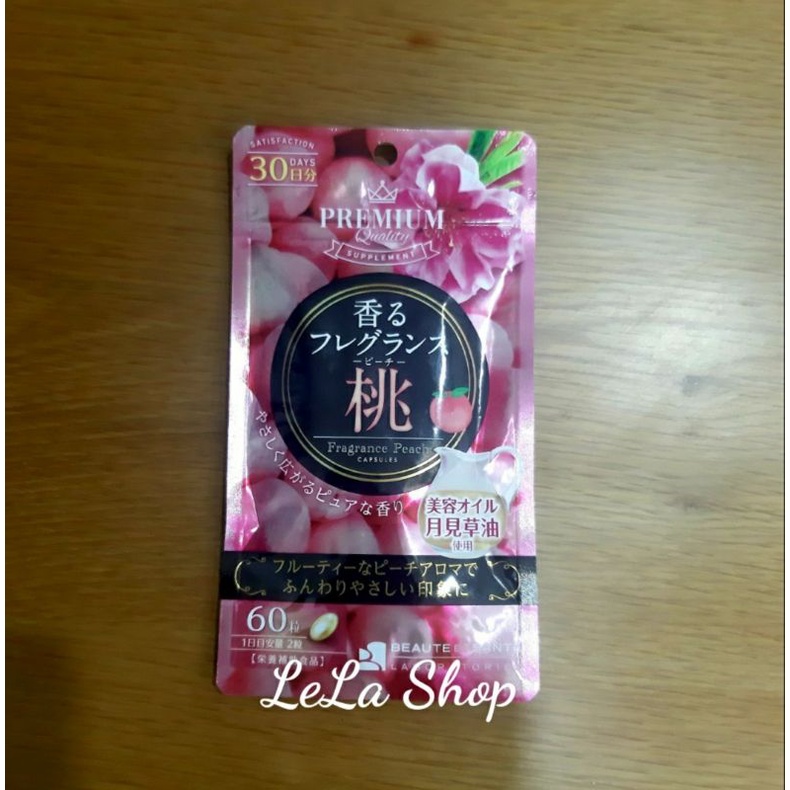 SATISFACTION
30 DAYS
日分
PREMIUM
Quality
SUPPLEMENT
香る
フレグランス
ーピーチー
桃
Fragrance Peach
CAPSULES
やさしく広がるピュアな香り
美容オイル
月見草油
使用
フルーティーなピーチアロマで
ふんわりやさしい印象に
60粒
1日目安量 2粒
【栄養補助食品】
BEAUTE
LeLa Shop